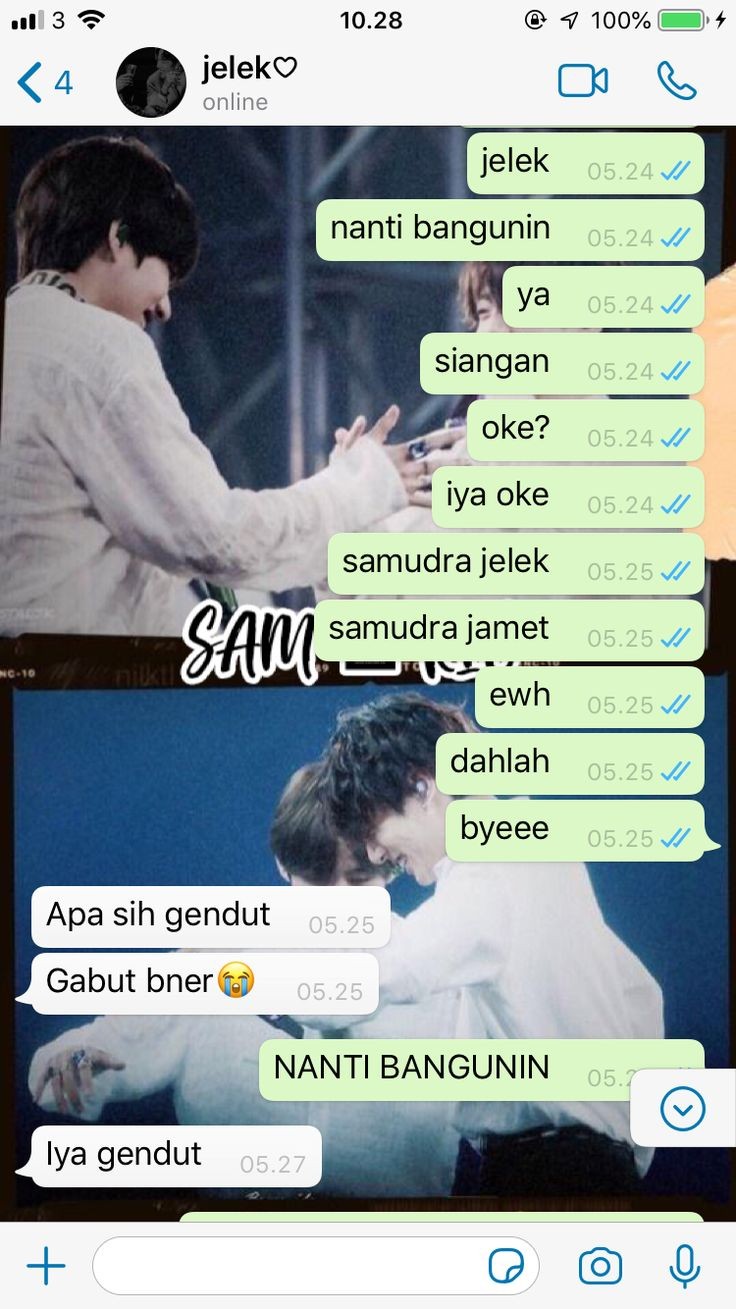 3
10.28
100%
4
jelek♡
online
jelek 05.24
nanti bangunin 05.24
ya 05.24
siangan 05.24
oke? 05.24
iya oke 05.24
samudra jelek 05.25
samudra jamet 05.25
SAM
NC-10
ewh 05.25
dahlah 05.25
byeee 05.25
Apa sih gendut 05.25
Gabut bner😭 05.25
NANTI BANGUNIN 05.2
Iya gendut 05.27